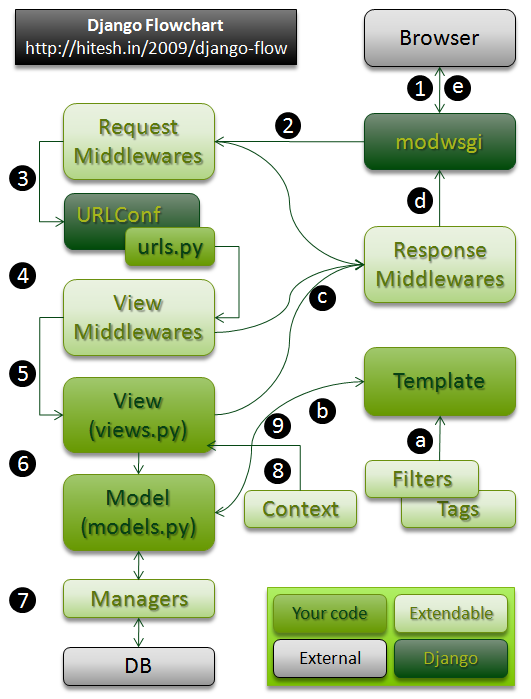 Django Flowchart
http://hitesh.in/2009/django-flow
Browser
1
e
modwsgi
2
Request
Middlewares
3
d
URLConf
urls.py
Response
Middlewares
4
View
Middlewares
c
5
View
(views.py)
Template
9
b
6
8
a
Model
(models.py)
Context
Filters
Tags
7
Managers
DB
Your code
Extendable
External
Django